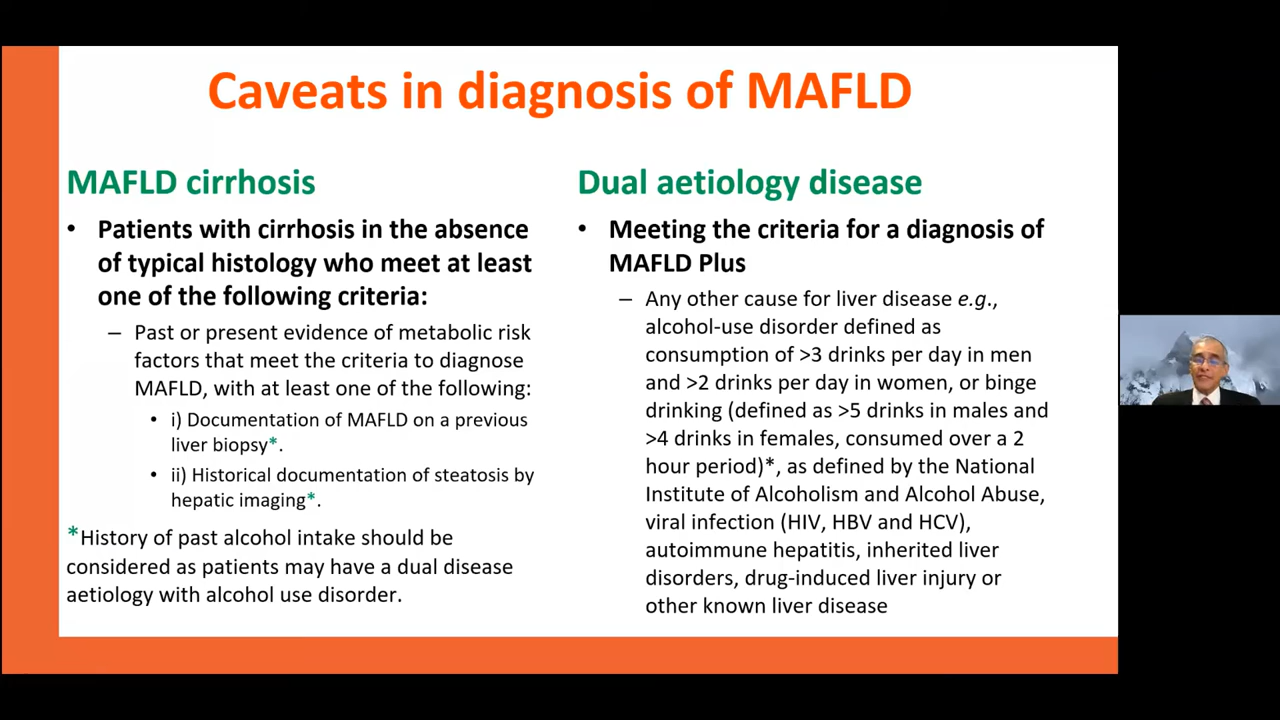 Caveats in diagnosis of MAFLD
MAFLD cirrhosis
• Patients with cirrhosis in the absence
of typical histology who meet at least
one of the following criteria:
– Past or present evidence of metabolic risk
factors that meet the criteria to diagnose
MAFLD, with at least one of the following:
• i) Documentation of MAFLD on a previous
liver biopsy*.
• ii) Historical documentation of steatosis by
hepatic imaging*.
*History of past alcohol intake should be
considered as patients may have a dual disease
aetiology with alcohol use disorder.
Dual aetiology disease
• Meeting the criteria for a diagnosis of
MAFLD Plus
– Any other cause for liver disease e.g.,
alcohol-use disorder defined as
consumption of >3 drinks per day in men
and >2 drinks per day in women, or binge
drinking (defined as >5 drinks in males and
>4 drinks in females, consumed over a 2
hour period)*, as defined by the National
Institute of Alcoholism and Alcohol Abuse,
viral infection (HIV, HBV and HCV),
autoimmune hepatitis, inherited liver
disorders, drug-induced liver injury or
other known liver disease